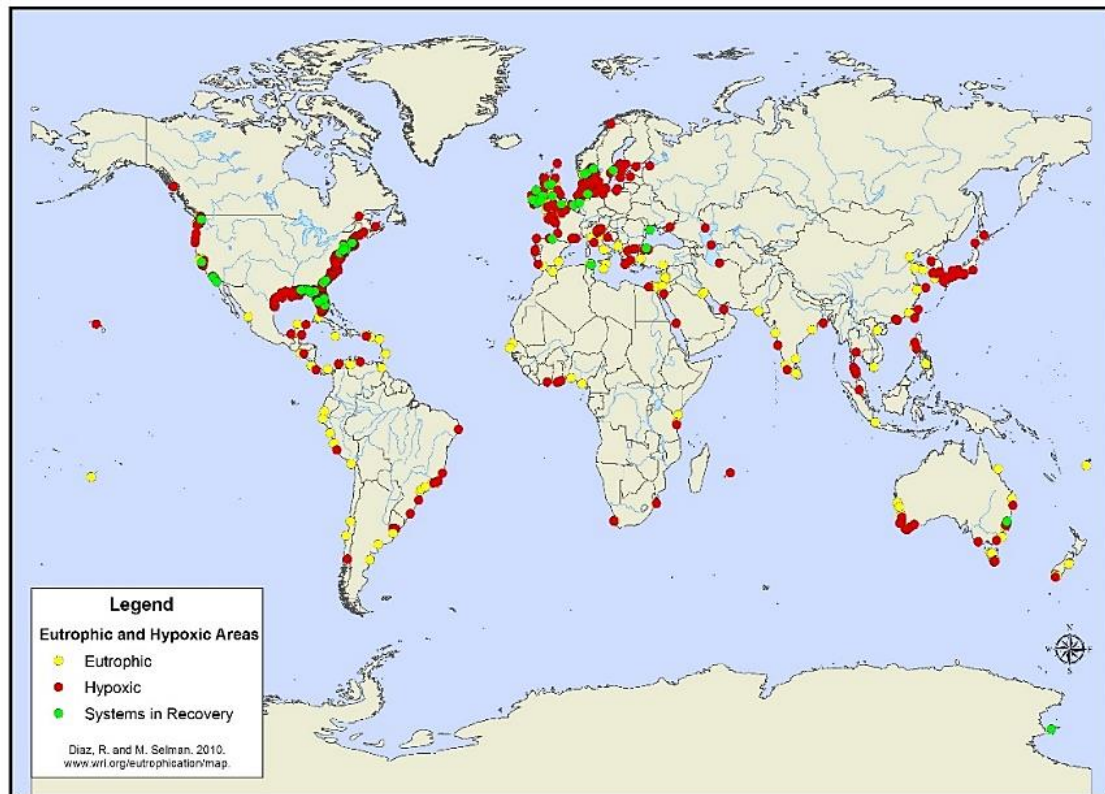 Legend
Eutrophic and Hypoxic Areas
Eutrophic
Hypoxic
Systems in Recovery
Diaz, R. and M. Selman. 2010.
www.wri.org/eutrophication/map.
N
W
E
S